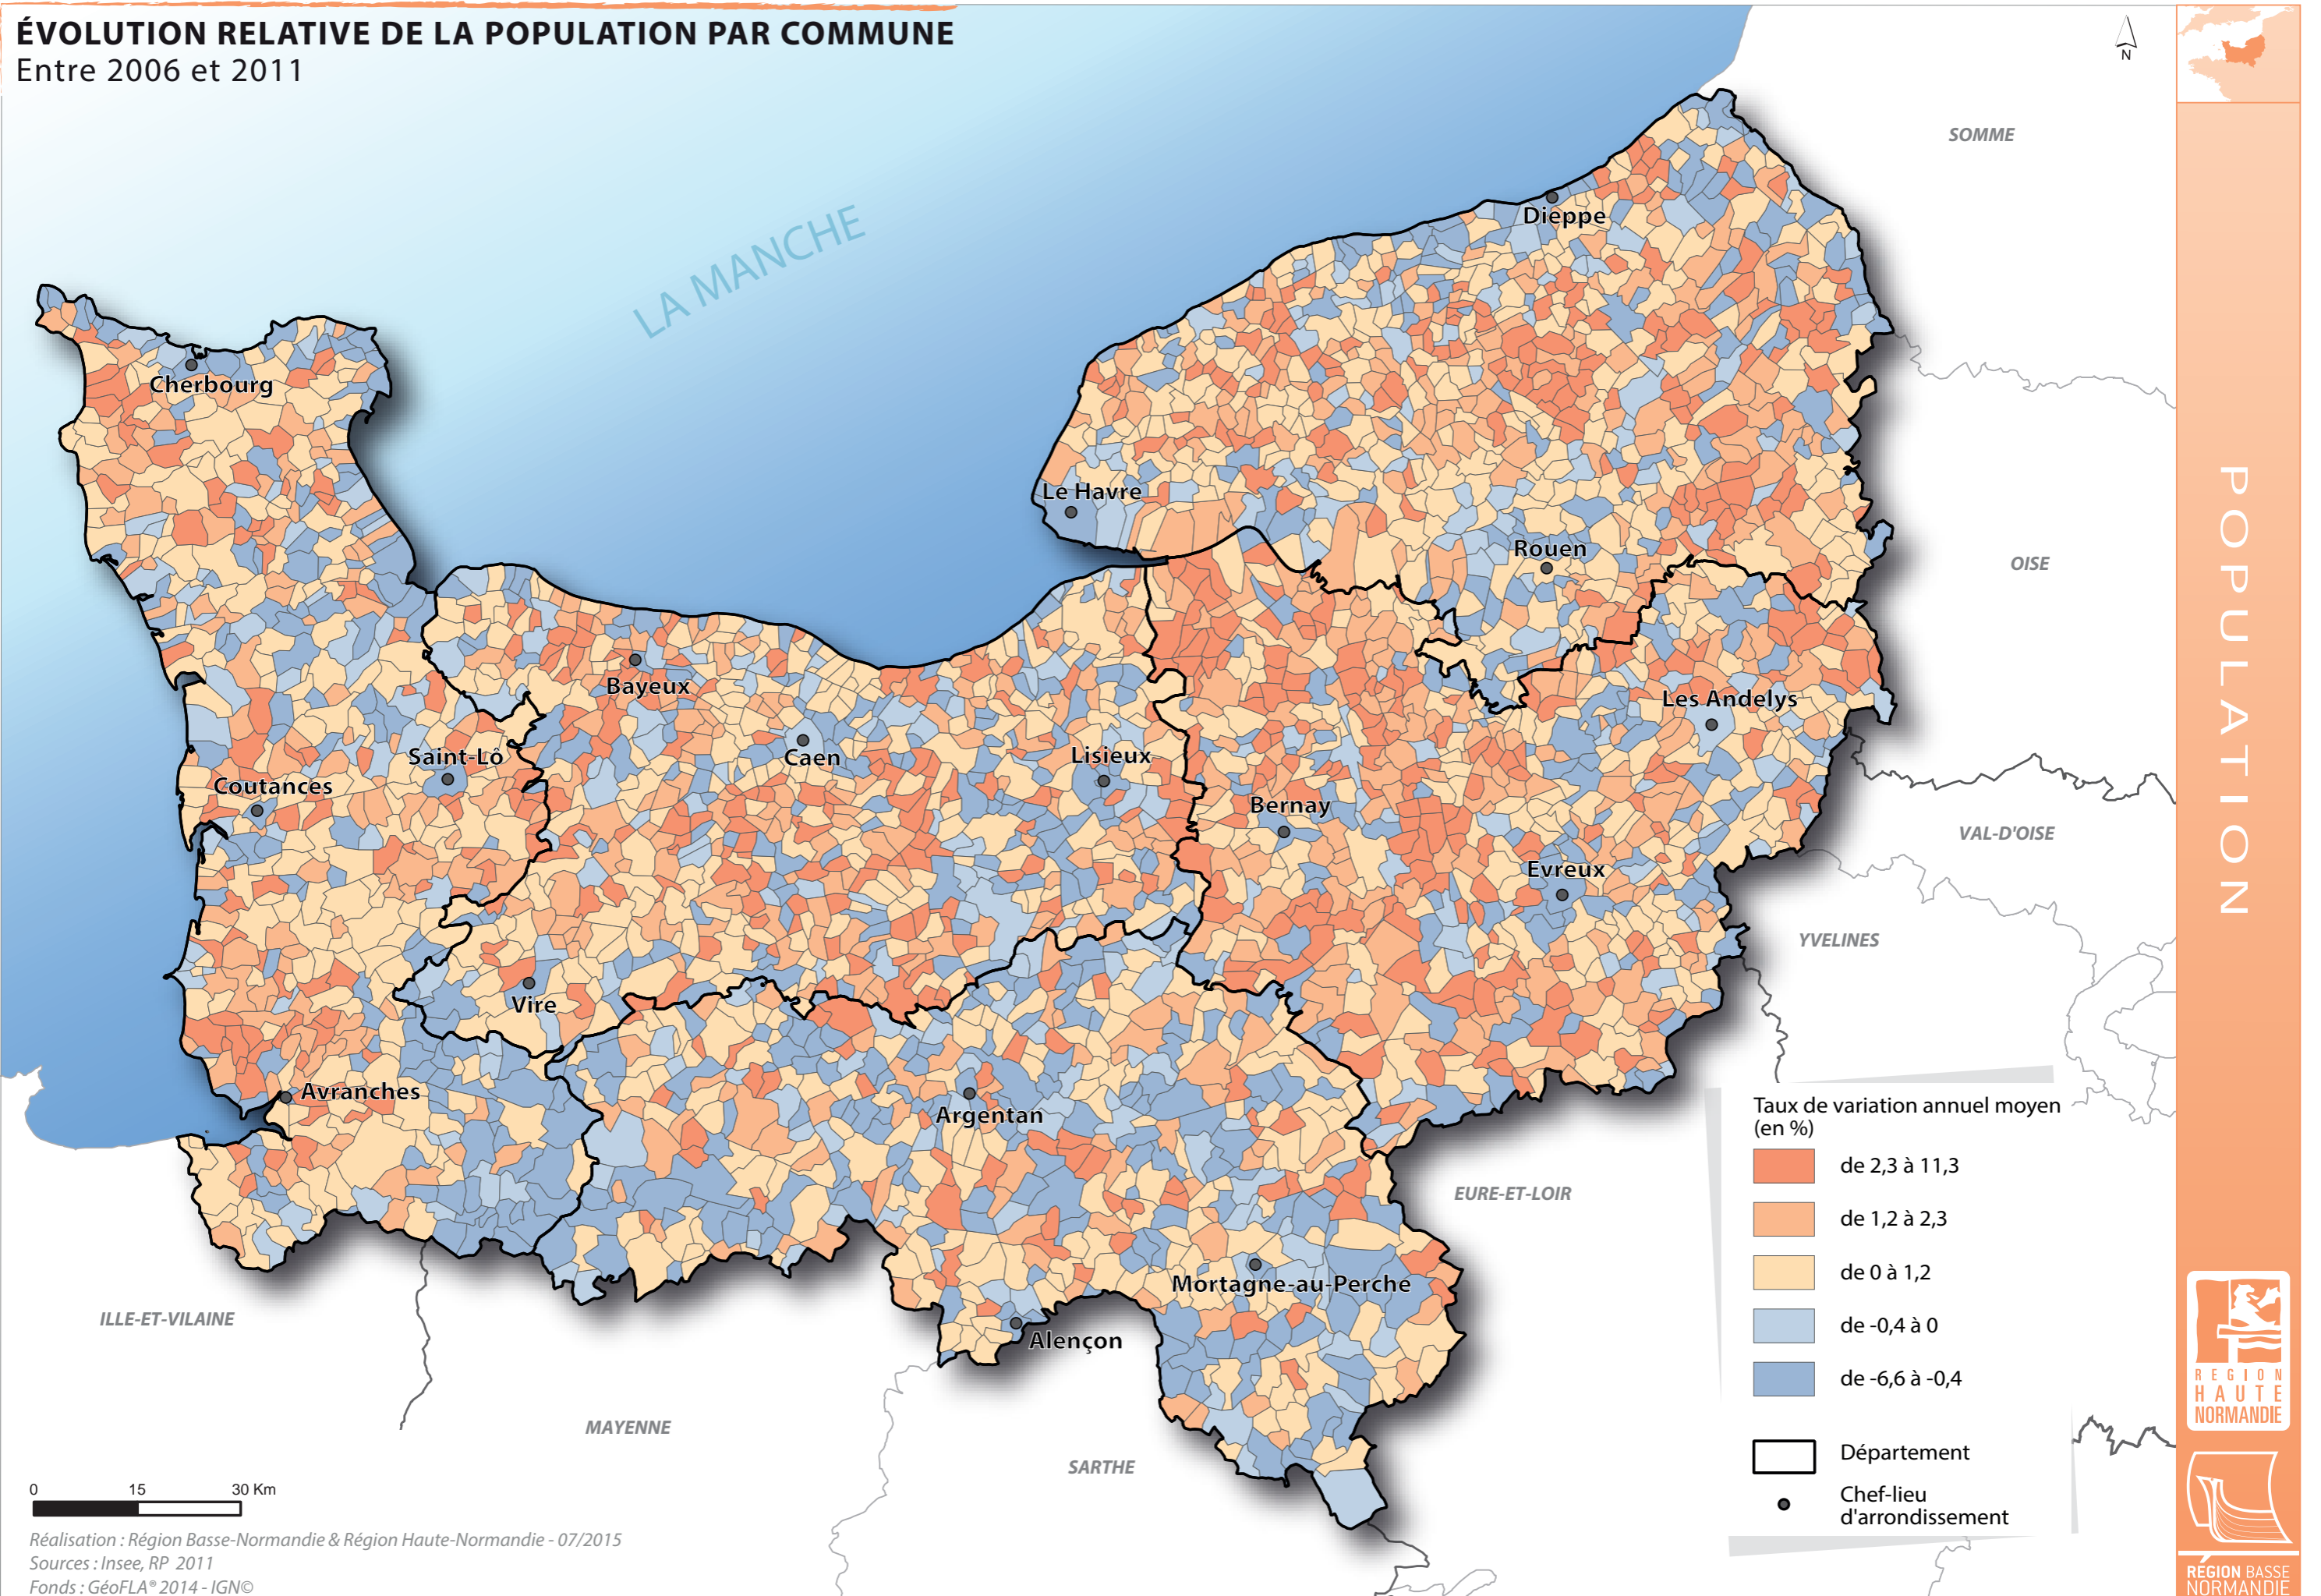 ÉVOLUTION RELATIVE DE LA POPULATION PAR COMMUNE
Entre 2006 et 2011
N
LA MANCHE
SOMME
Dieppe
Cherbourg
Le Havre
Rouen
OISE
POPULATION
Bayeux
Les Andelys
Saint-Lô
Caen
Lisieux
Coutances
Bernay
VAL-D'OISE
Evreux
YVELINES
Vire
Avranches
Argentan
EURE-ET-LOIR
Mortagne-au-Perche
ILLE-ET-VILAINE
Alençon
MAYENNE
SARTHE
Taux de variation annuel moyen
(en %)
de 2,3 à 11,3
de 1,2 à 2,3
de 0 à 1,2
de -0,4 à 0
de -6,6 à -0,4
Département
Chef-lieu
d'arrondissement
0 15 30 Km
Réalisation : Région Basse-Normandie & Région Haute-Normandie - 07/2015
Sources : Insee, RP 2011
Fonds : GéoFLA® 2014 - IGN©
REGION
HAUTE
NORMANDIE
RÉGION BASSE
NORMANDIE